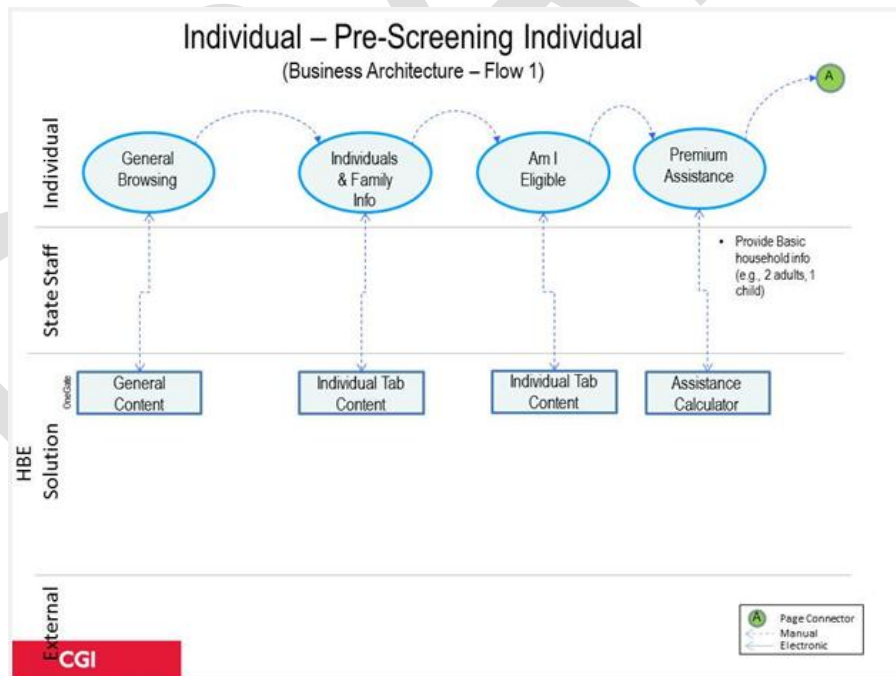 Individual – Pre-Screening Individual
(Business Architecture – Flow 1)
A
Individual
General
Browsing
Individuals
& Family
Info
Am I
Eligible
Premium
Assistance
State Staff
• Provide Basic
household info
(e.g., 2 adults, 1
child)
HBE
Solution
OneGate
General
Content
Individual Tab
Content
Individual Tab
Content
Assistance
Calculator
External
CGI
A Page Connector
Manual
Electronic